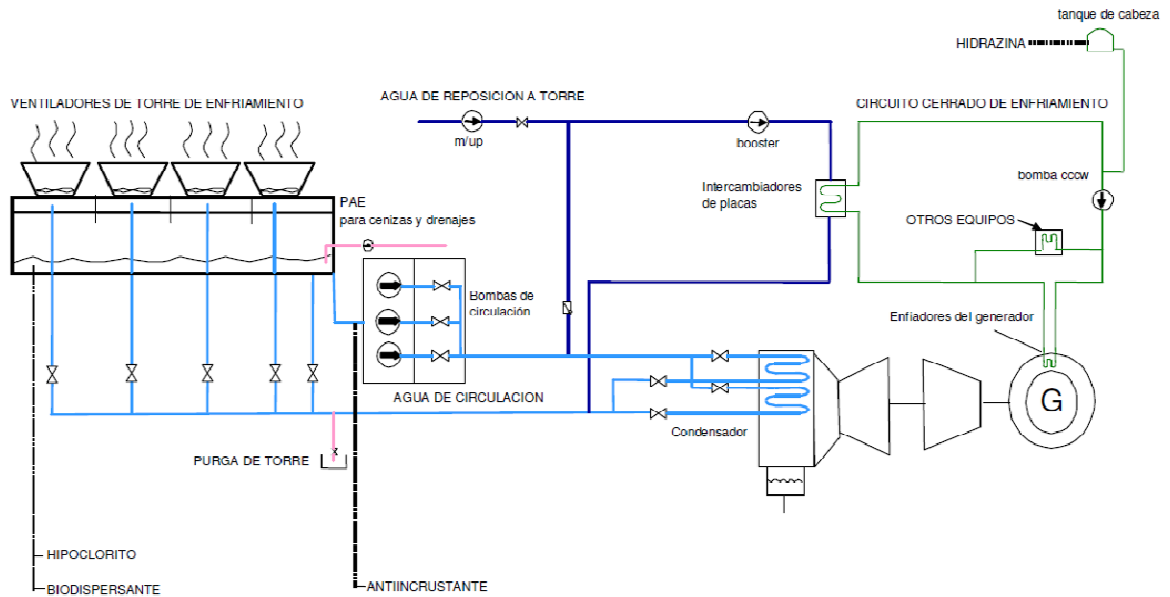 tanque de cabeza
HIDRAZINA
VENTILADORES DE TORRE DE ENFRIAMIENTO
AGUA DE REPOSICION A TORRE
CIRCUITO CERRADO DE ENFRIAMIENTO
m/up
booster
bomba cccw
Intercambiadores
de placas
PAE
para cenizas y drenajes
OTROS EQUIPOS
Bombas de
circulación
Enfiadores del generador
AGUA DE CIRCULACION
G
Condensador
PURGA DE TORRE
HIPOCLORITO
BIODISPERSANTE
ANTIINCRUSTANTE